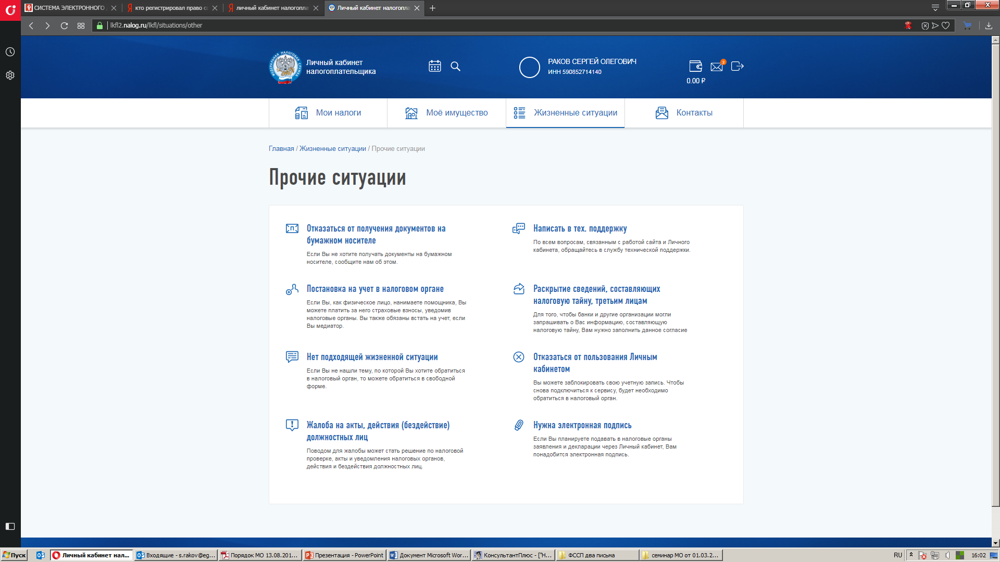 СИСТЕМА ЭЛЕКТРОННОГО
кто регистрировал право
личный кабинет налогопла
Личный кабинет налогопла
lkfl2.nalog.ru/lkfl/situations/other
Личный кабинет
налогоплательщика
РАКОВ СЕРГЕЙ ОЛЕГОВИЧ
ИНН 590852714140
2
0.00 ₽
Мои налоги
Моё имущество
Жизненные ситуации
Контакты
Главная / Жизненные ситуации / Прочие ситуации
Прочие ситуации
Отказаться от получения документов на
бумажном носителе
Если Вы не хотите получать документы на бумажном
носителе, сообщите нам об этом.
Написать в тех. поддержку
По всем вопросам, связанным с работой сайта и Личного
кабинета, обращайтесь в службу технической поддержки.
Постановка на учет в налоговом органе
Если Вы, как физическое лицо, нанимаете помощника, Вы
можете платить за него страховые взносы, уведомив
налоговые органы. Вы также обязаны встать на учет, если
Вы медиатор.
Раскрытие сведений, составляющих
налоговую тайну, третьим лицам
Для того, чтобы банки и другие организации могли
запрашивать о Вас информацию, составляющую
налоговую тайну, Вам нужно заполнить данное согласие
Нет подходящей жизненной ситуации
Если Вы не нашли тему, по которой Вы хотите обратиться
в налоговый орган, то можете обратиться в свободной
форме.
Отказаться от пользования Личным
кабинетом
Вы можете заблокировать свою учетную запись. Чтобы
снова подключиться к сервису, будет необходимо
обратиться в налоговый орган.
Жалоба на акты, действия (бездействие)
должностных лиц
Поводом для жалобы может стать решение по налоговой
проверке, акты и уведомления налоговых органов,
действия и бездействия должностных лиц.
Нужна электронная подпись
Если Вы планируете подавать в налоговые органы
заявления и декларации через Личный кабинет, Вам
понадобится электронная подпись.
Пуск
Личный кабинет нал...
Входящие - s.rakov@eg...
Порядок МО 13.08.201...
Презентация - PowerPoint
Документ Microsoft Wor...
КонсультантПлюс - ["Н...
ФССП два письма
семинар МО от 01.03.2...
RU
16:02